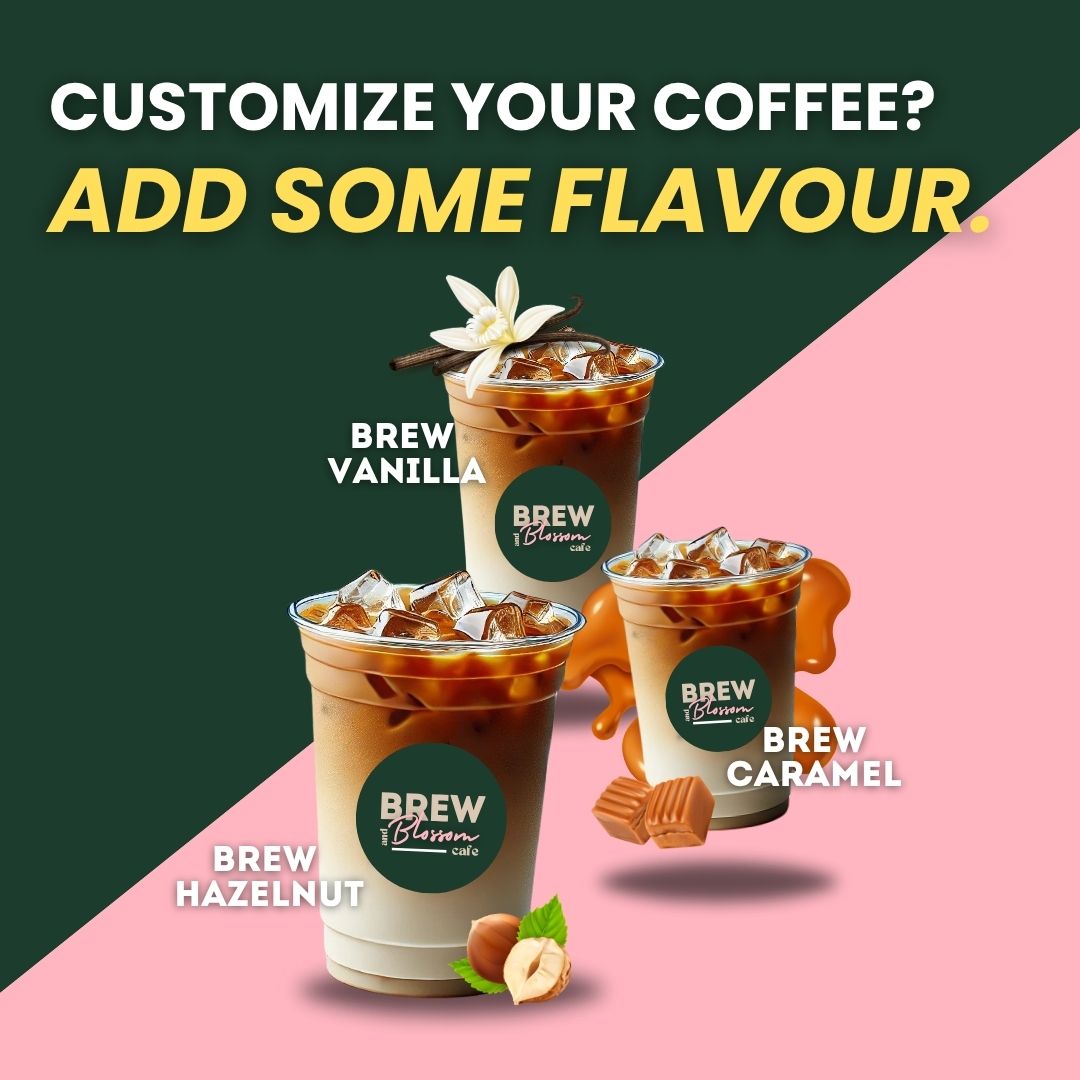 CUSTOMIZE YOUR COFFEE?
ADD SOME FLAVOUR.
BREW
VANILLA
BREW
and Blossom
cafe
BREW
and Blossom
cafe
BREW
CARAMEL
BREW
and Blossom
cafe
BREW
HAZELNUT